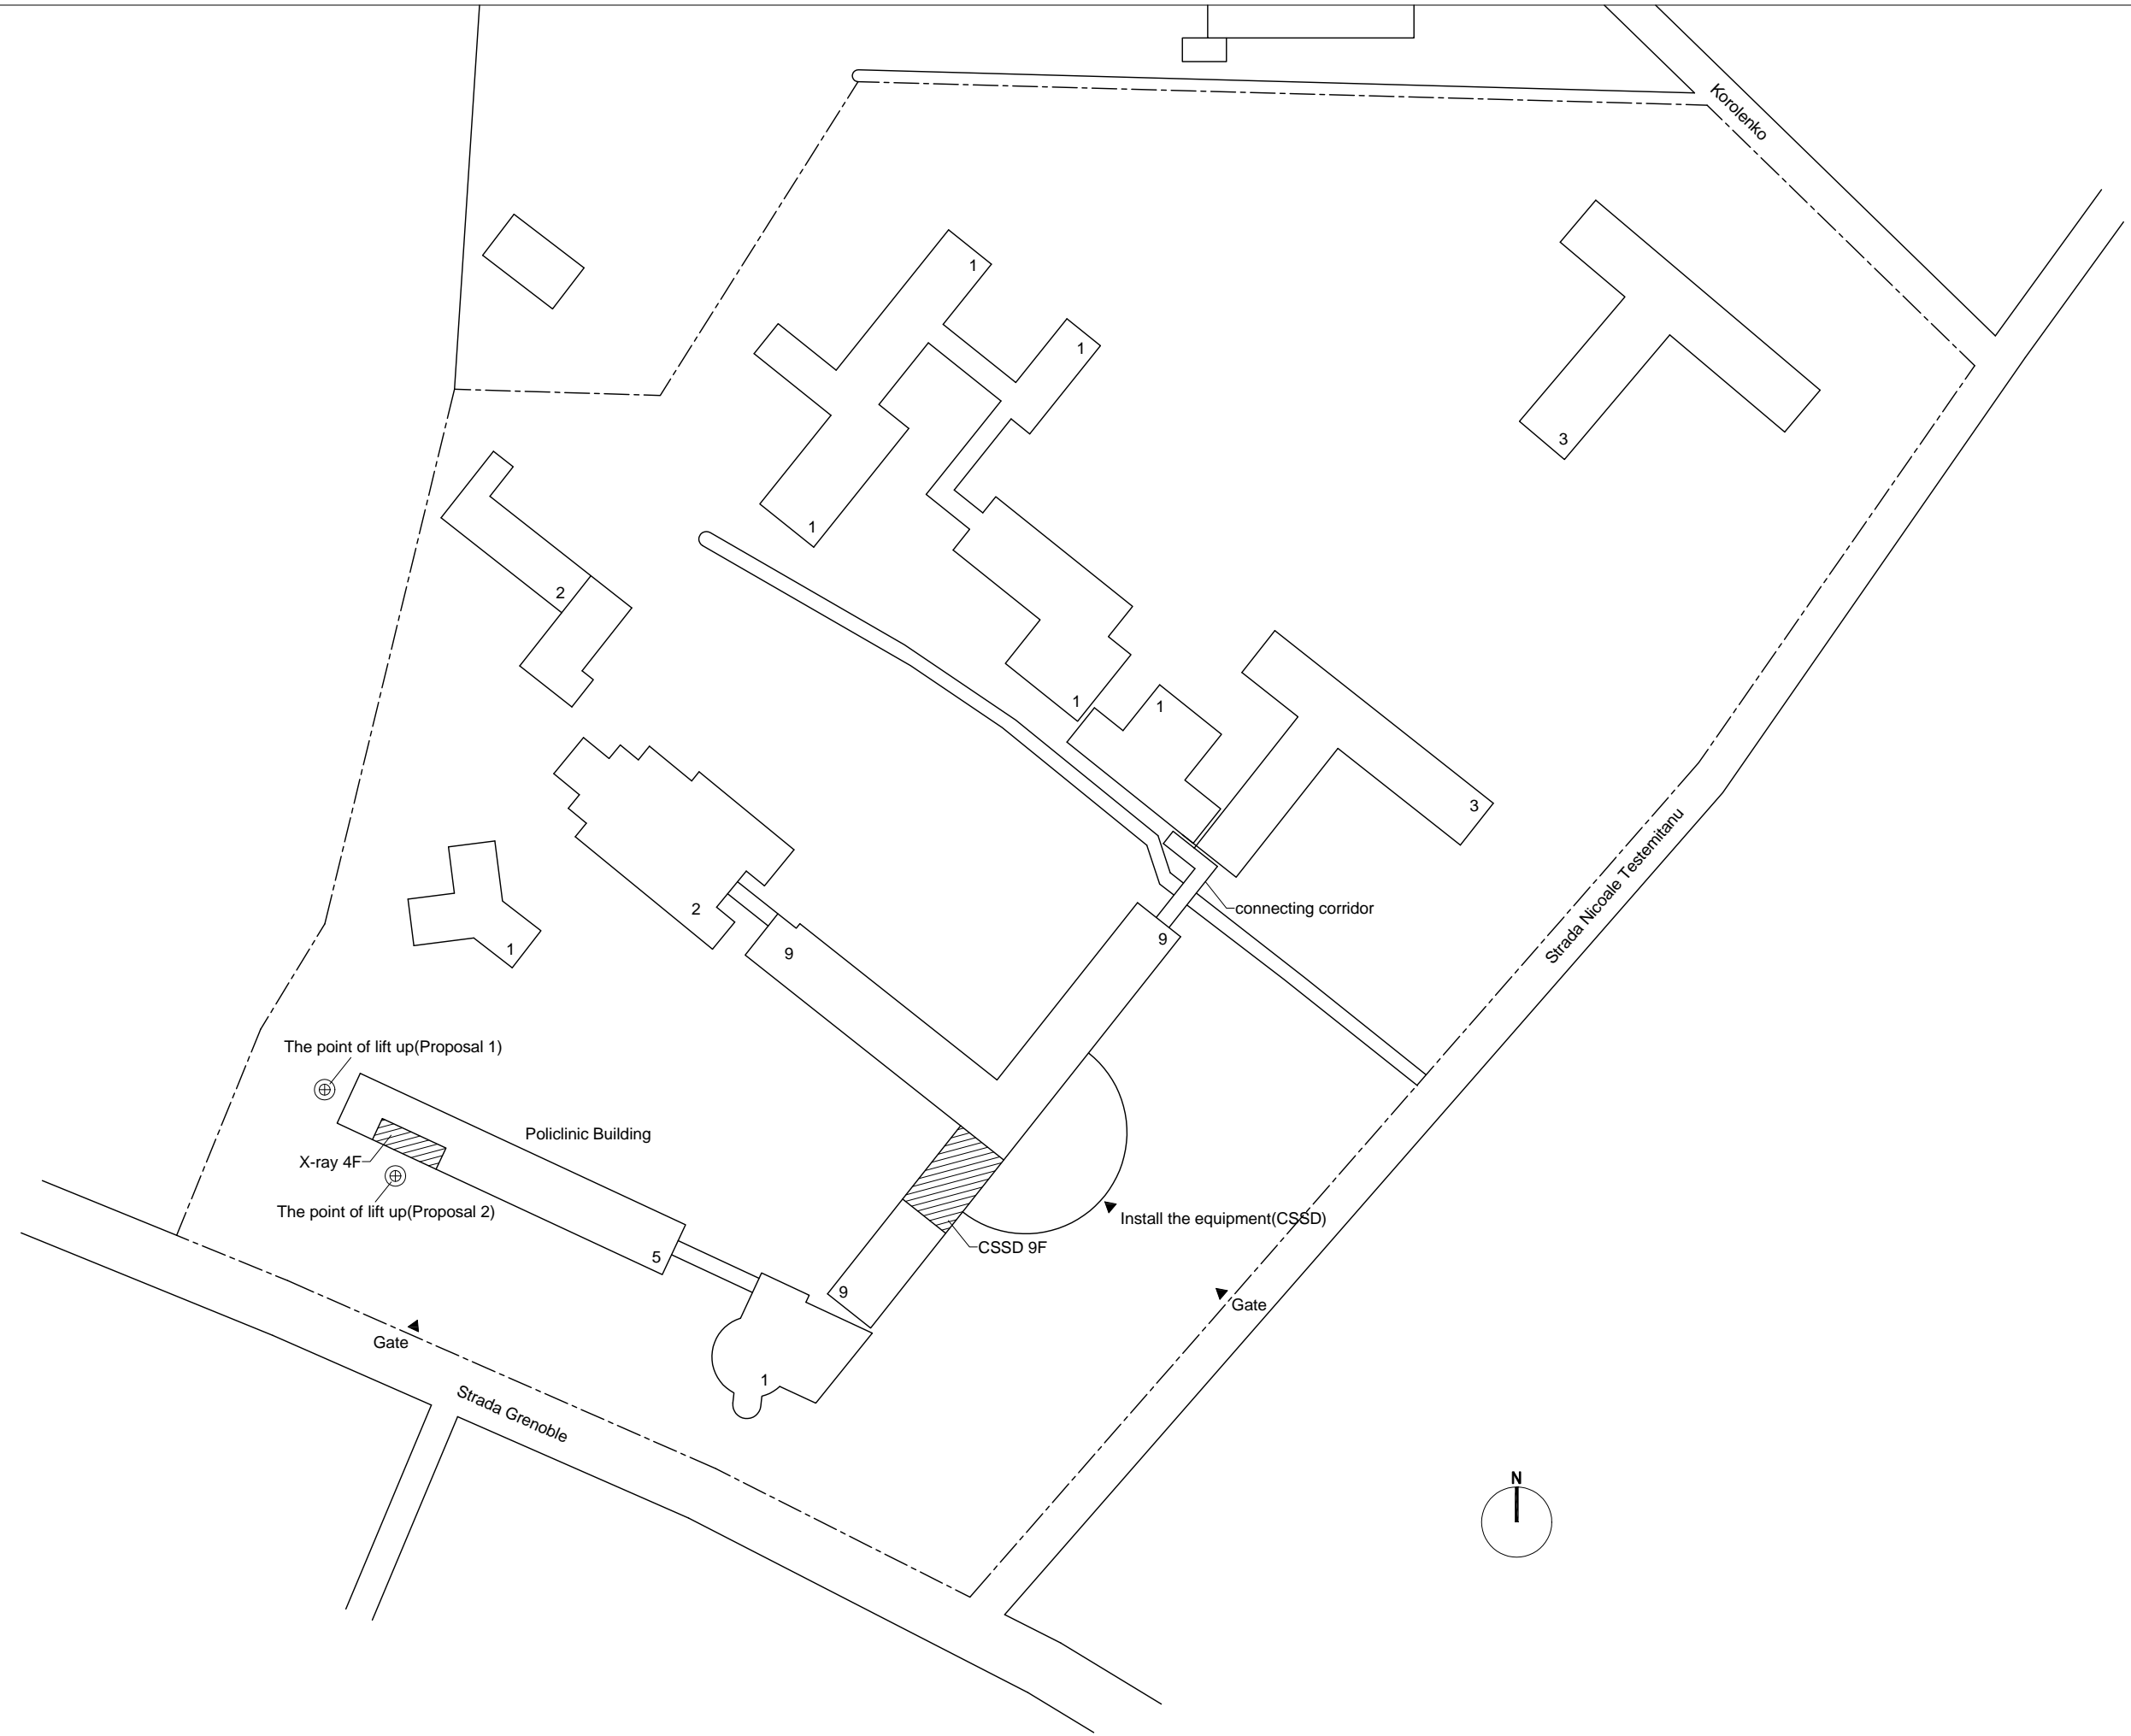 Korolenko
1
1
3
1
2
1
1
3
Strada Nicoale Testemitanu
connecting corridor
2
9
9
1
The point of lift up(Proposal 1)
Policlinic Building
X-ray 4F
The point of lift up(Proposal 2)
Install the equipment(CSSD)
CSSD 9F
5
9
Gate
Gate
1
Strada Grenoble
N